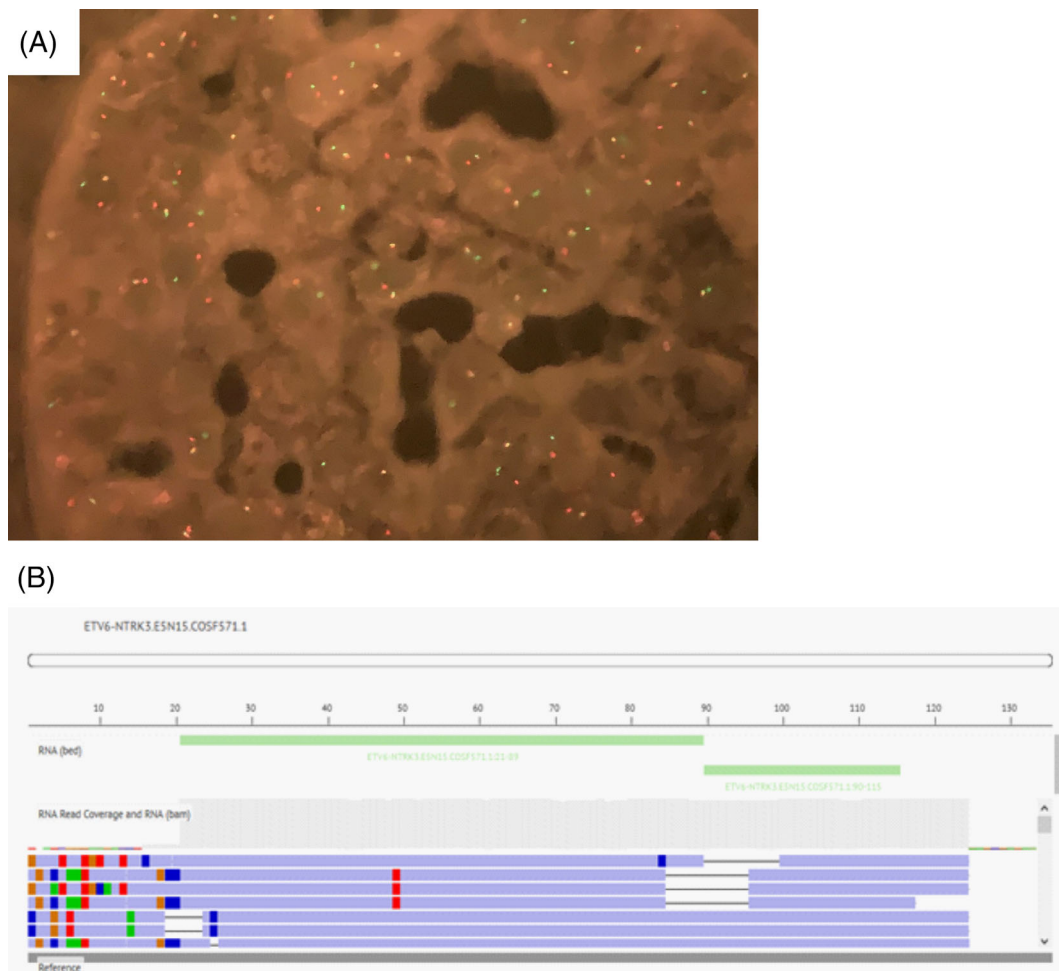 (A)
(B)
ETV6-NTRK3.E5N15.COSF571.1
10 20 30 40 50 60 70 80 90 100 110 120 130
RNA (bed)
ETV6-NTRK3.E5N15.COSF571.1:21-89
ETV6-NTRK3.E5N15.COSF571.1:90-115
RNA Read Coverage and RNA (bam)
Reference